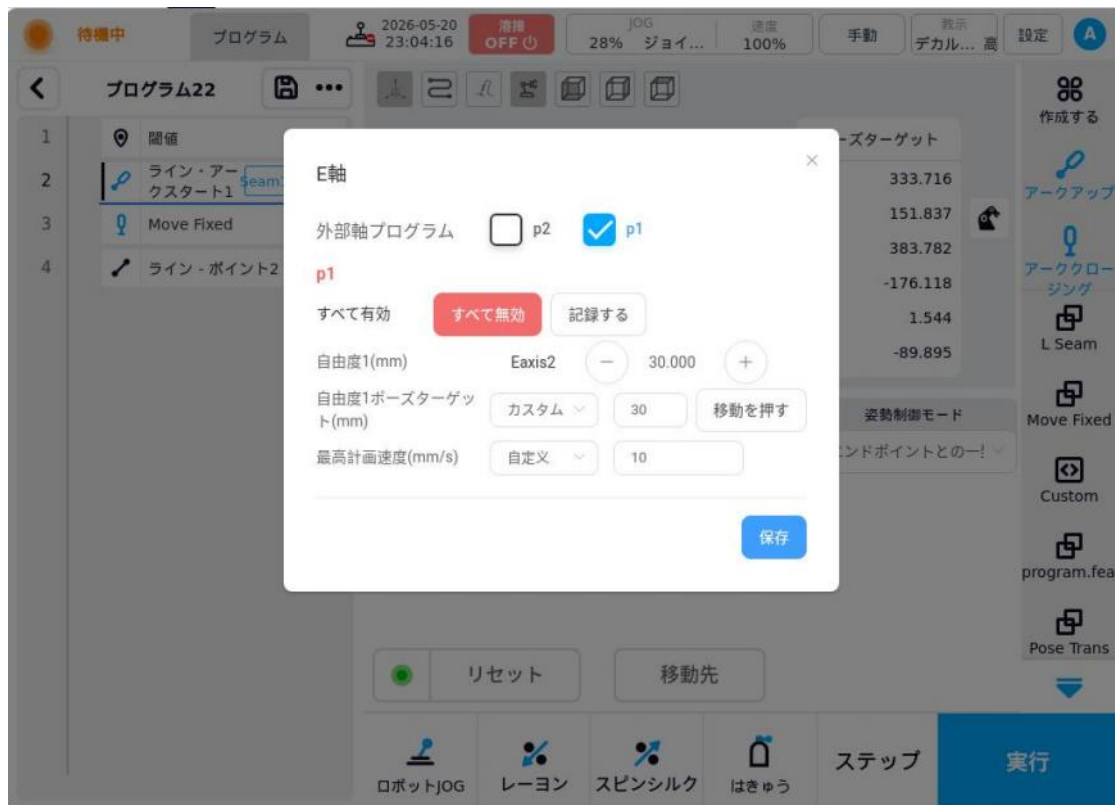 待機中
プログラム
2026-05-20
23:04:16
溶接
OFF
JOG
28% ジョイ...
速度
100%
手動
教示
デカル... 高
設定
A
プログラム22
1 閾値
2 ライン・アークスタート1
3 Move Fixed
4 ライン - ポイント2
E軸
外部軸プログラム p2 p1
p1
すべて有効 すべて無効 記録する
自由度1(mm) Eaxis2 − 30.000 +
自由度1ポーズターゲッ
ト(mm)
カスタム 30 移動を押す
最高計画速度(mm/s) 自定义 10
保存
ーズターゲット
333.716
151.837
383.782
-176.118
1.544
-89.895
姿勢制御モード
エンドポイントとの一!
作成する
アークアップ
アーククロー
ジング
L Seam
Move Fixed
Custom
program.fea
Pose Trans
リセット
移動先
ロボットJOG
レーヨン
スピンシルク
はきゅう
ステップ
実行